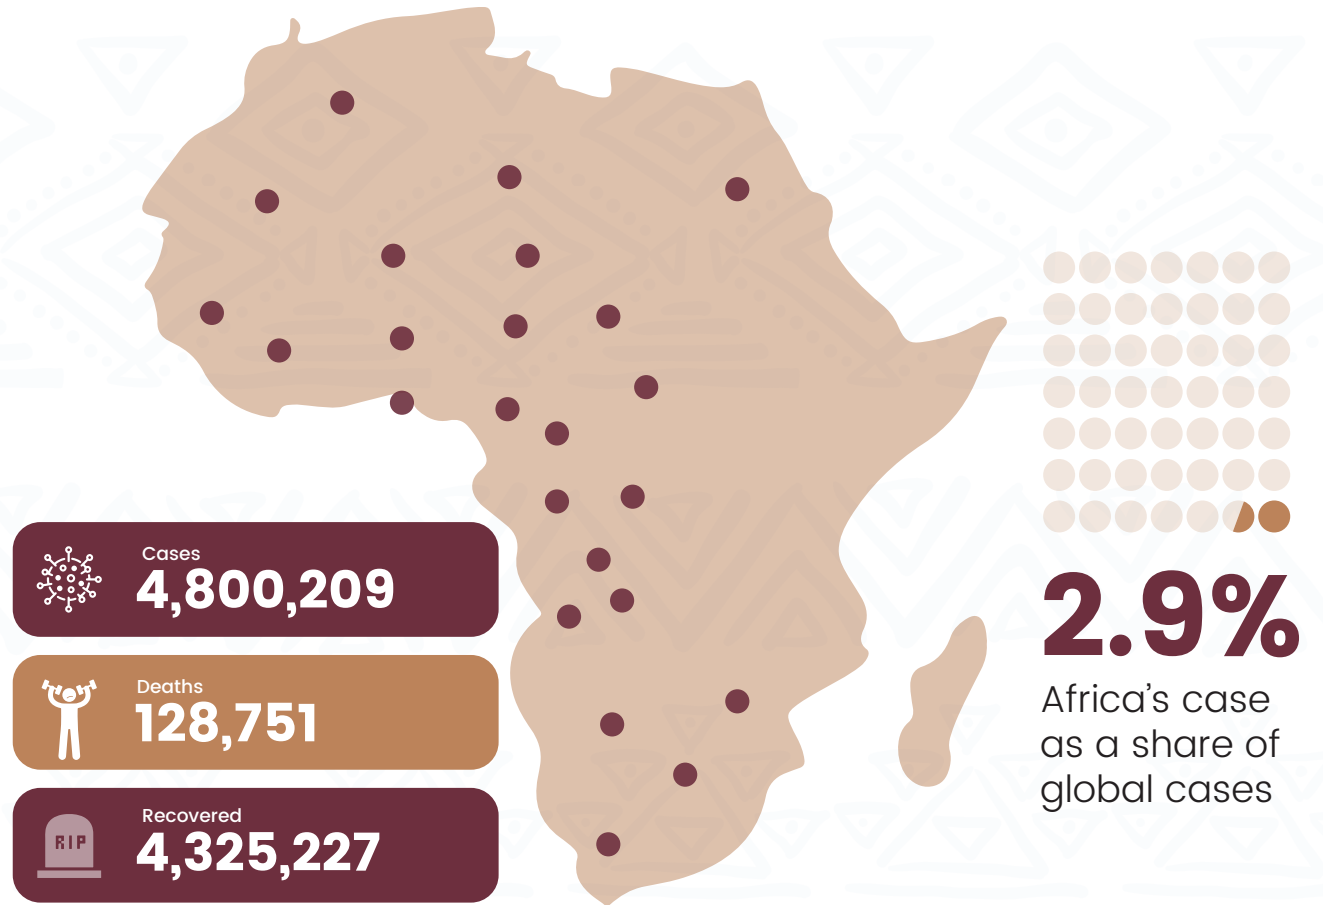 Cases
4,800,209
Deaths
128,751
Recovered
RIP
4,325,227
2.9%
Africa’s case
as a share of
global cases